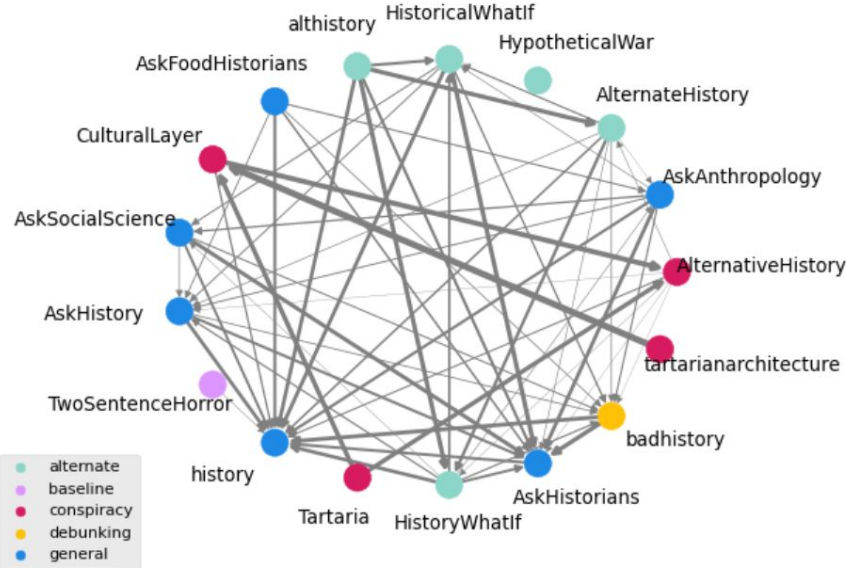 HistoricalWhatIf
althistory
HypotheticalWar
AskFoodHistorians
AlternateHistory
CulturalLayer
AskAnthropology
AskSocialScience
AlternativeHistory
AskHistory
tartarianarchitecture
TwoSentenceHorror
badhistory
history
AskHistorians
Tartaria
HistoryWhatIf
alternate
baseline
conspiracy
debunking
general